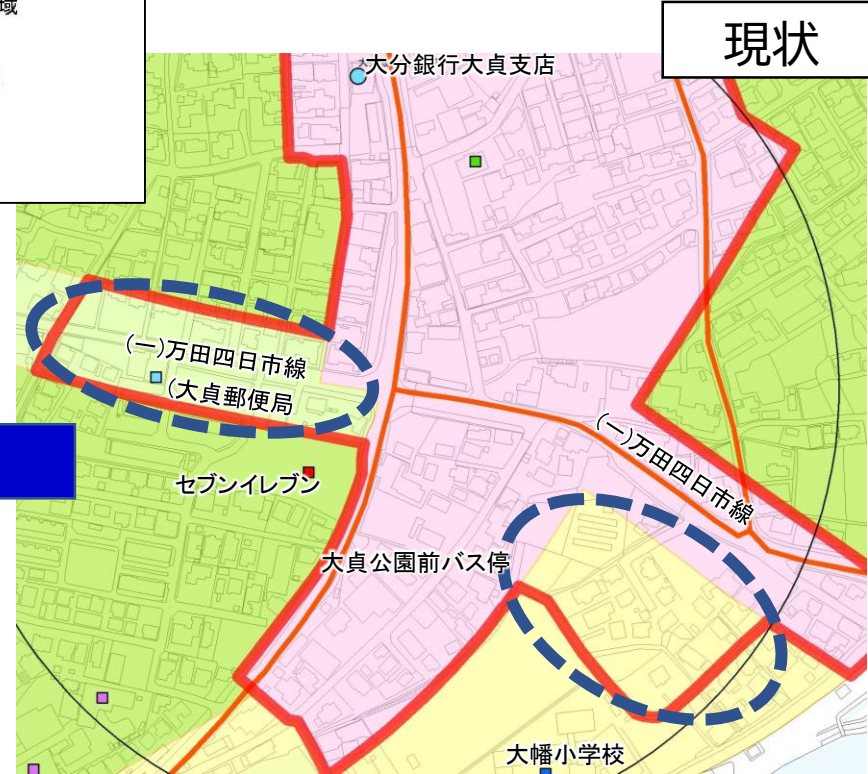 域
現状
大分銀行大貞支店
(一)万田四日市線
(大貞郵便局
(一)万田四日市線
セブンイレブン
大貞公園前バス停
大幡小学校